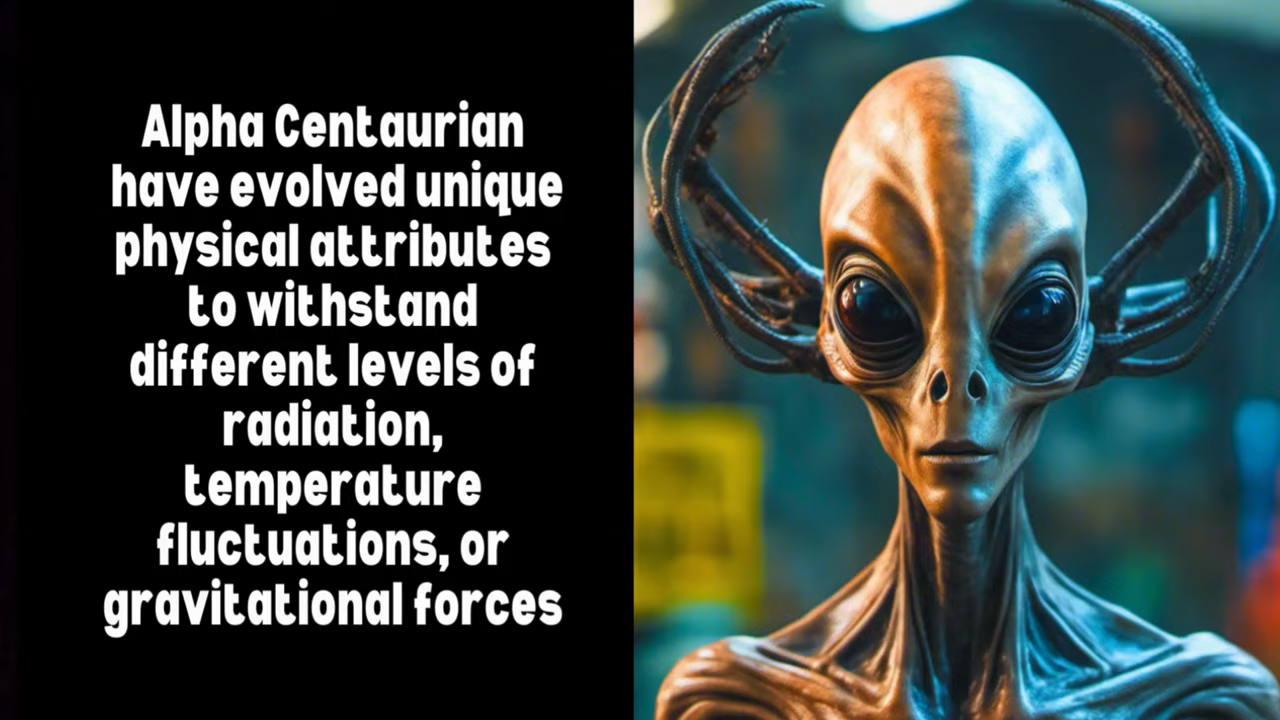 Alpha Centaurian
have evolved unique
physical attributes
to withstand
different levels of
radiation,
temperature
fluctuations, or
gravitational forces